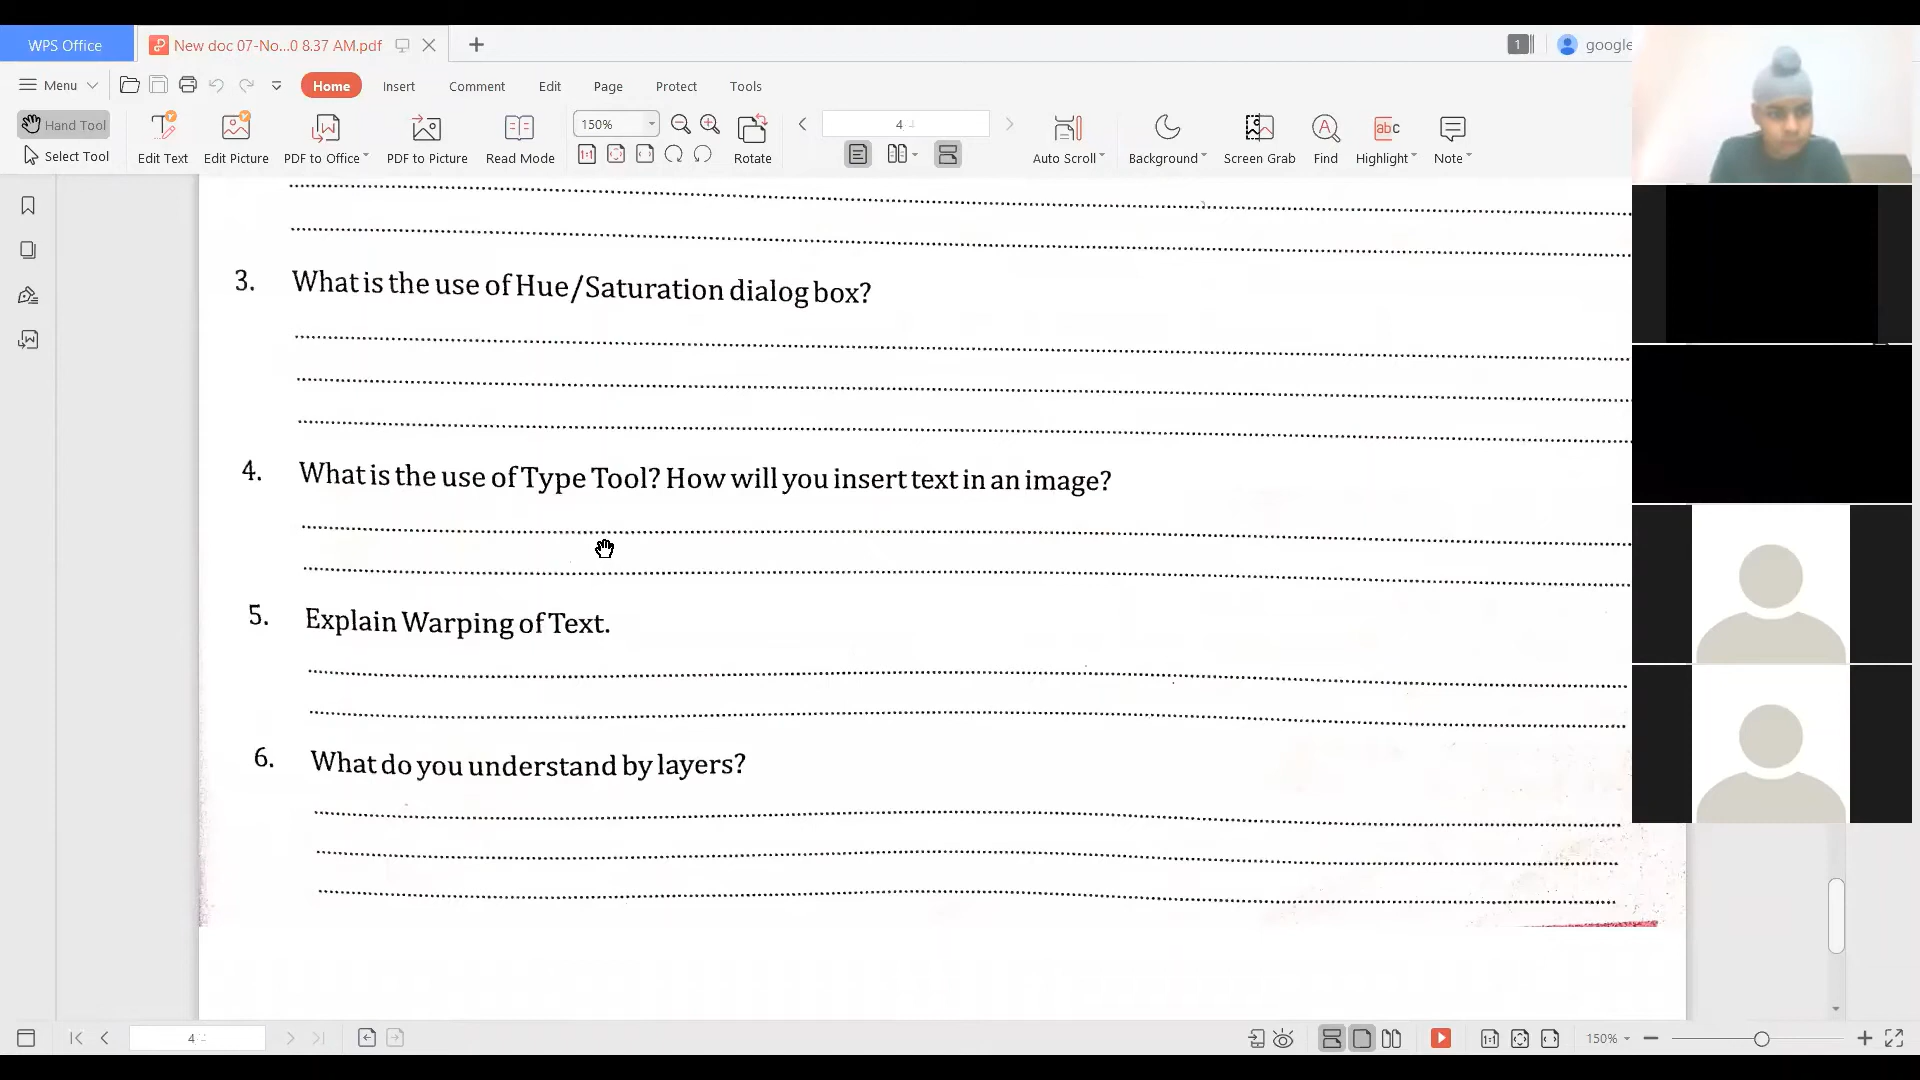 WPS Office
New doc 07-No...0 8.37 AM.pdf
1
google
Menu
Home
Insert
Comment
Edit
Page
Protect
Tools
Hand Tool
Select Tool
Edit Text
Edit Picture
PDF to Office
PDF to Picture
Read Mode
150%
Rotate
4
Auto Scroll
Background
Screen Grab
Find
Highlight
Note
3. What is the use of Hue/Saturation dialog box?
4. What is the use of Type Tool? How will you insert text in an image?
5. Explain Warping of Text.
6. What do you understand by layers?
4
150%